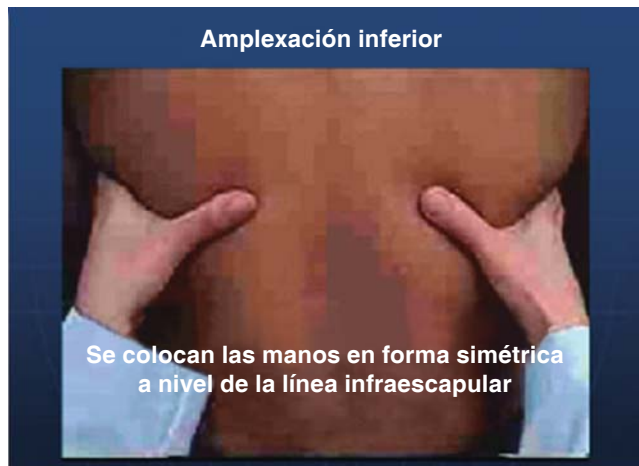 Amplexación inferior
Se colocan las manos en forma simétrica
a nivel de la línea infraescapular